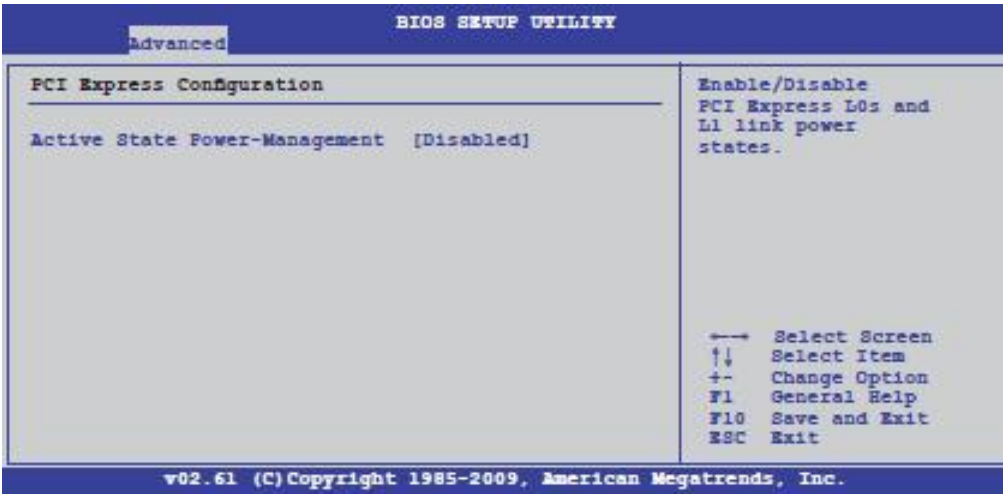 BIOS SETUP UTILITY
Advanced
PCI Express Configuration
Active State Power-Management [Disabled]
Enable/Disable
PCI Express L0s and
L1 link power
states.
←→ Select Screen
↑↓ Select Item
+- Change Option
F1 General Help
F10 Save and Exit
ESC Exit
v02.61 (C)Copyright 1985-2009, American Megatrends, Inc.